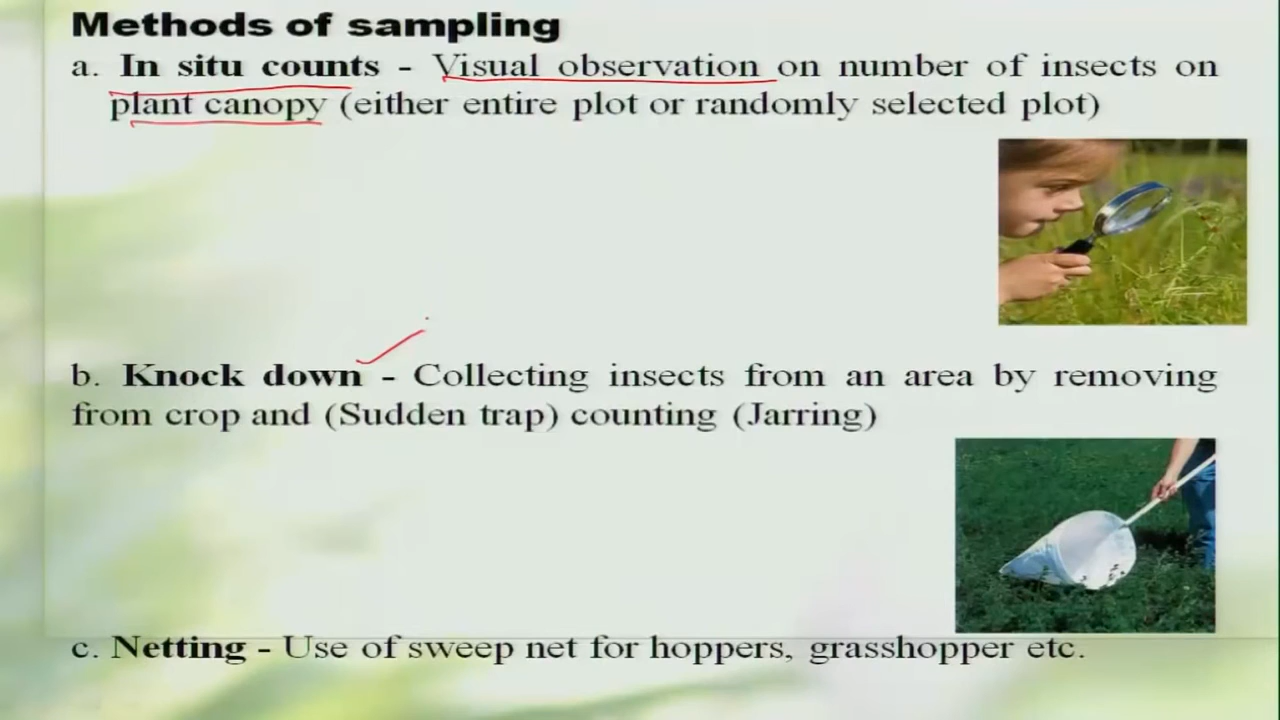 Methods of sampling
a. In situ counts - Visual observation on number of insects on
plant canopy (either entire plot or randomly selected plot)
b. Knock down - Collecting insects from an area by removing
from crop and (Sudden trap) counting (Jarring)
c. Netting - Use of sweep net for hoppers, grasshopper etc.